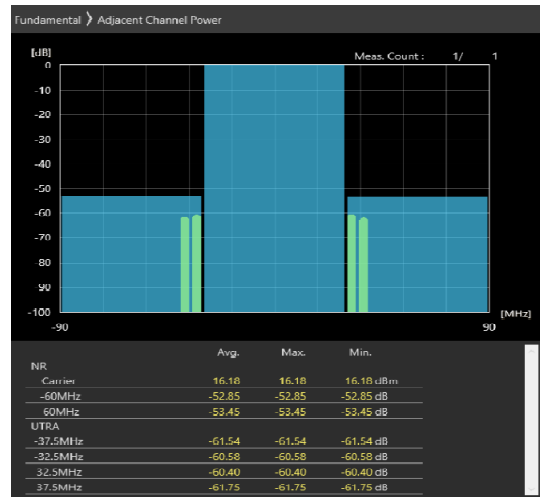 Fundamental ❯ Adjacent Channel Power
[dB]
Meas. Count : 1/ 1
0
-10
-20
-30
-40
-50
-60
-70
-80
90
-100
[MHz]
-90 90
Avg. Max. Min.
NR
Carrier 16.18 16.18 16.18 dBm
-60MHz -52.85 -52.85 -52.85 dB
60MHz -53.45 -53.45 -53.45 dB
UTRA
-37.5MHz -61.54 -61.54 -61.54 dB
-32.5MHz -60.58 -60.58 -60.58 dB
32.5MHz -60.40 -60.40 -60.40 dB
37.5MHz -61.75 -61.75 -61.75 dB